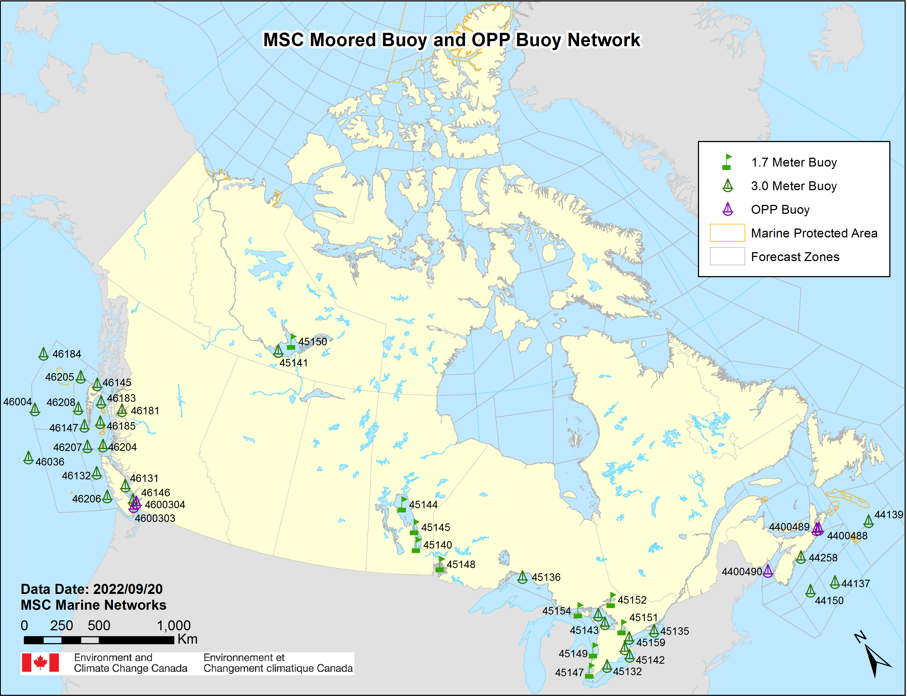 MSC Moored Buoy and OPP Buoy Network
1.7 Meter Buoy
3.0 Meter Buoy
OPP Buoy
Marine Protected Area
Forecast Zones
45150
45141
46184
46205
46145
46183
46004
46208
46181
46147
46185
46207
46204
46036
46132
46131
46206
46146
4600304
4600303
45144
45145
45140
45148
45136
45154
45152
45143
45151
45135
45159
45149
45142
45147
45132
44139
4400489
4400488
44258
4400490
44137
44150
Data Date: 2022/09/20
MSC Marine Networks
0 250 500 1,000
Km
Environment and
Climate Change Canada
Environnement et
Changement climatique Canada
N